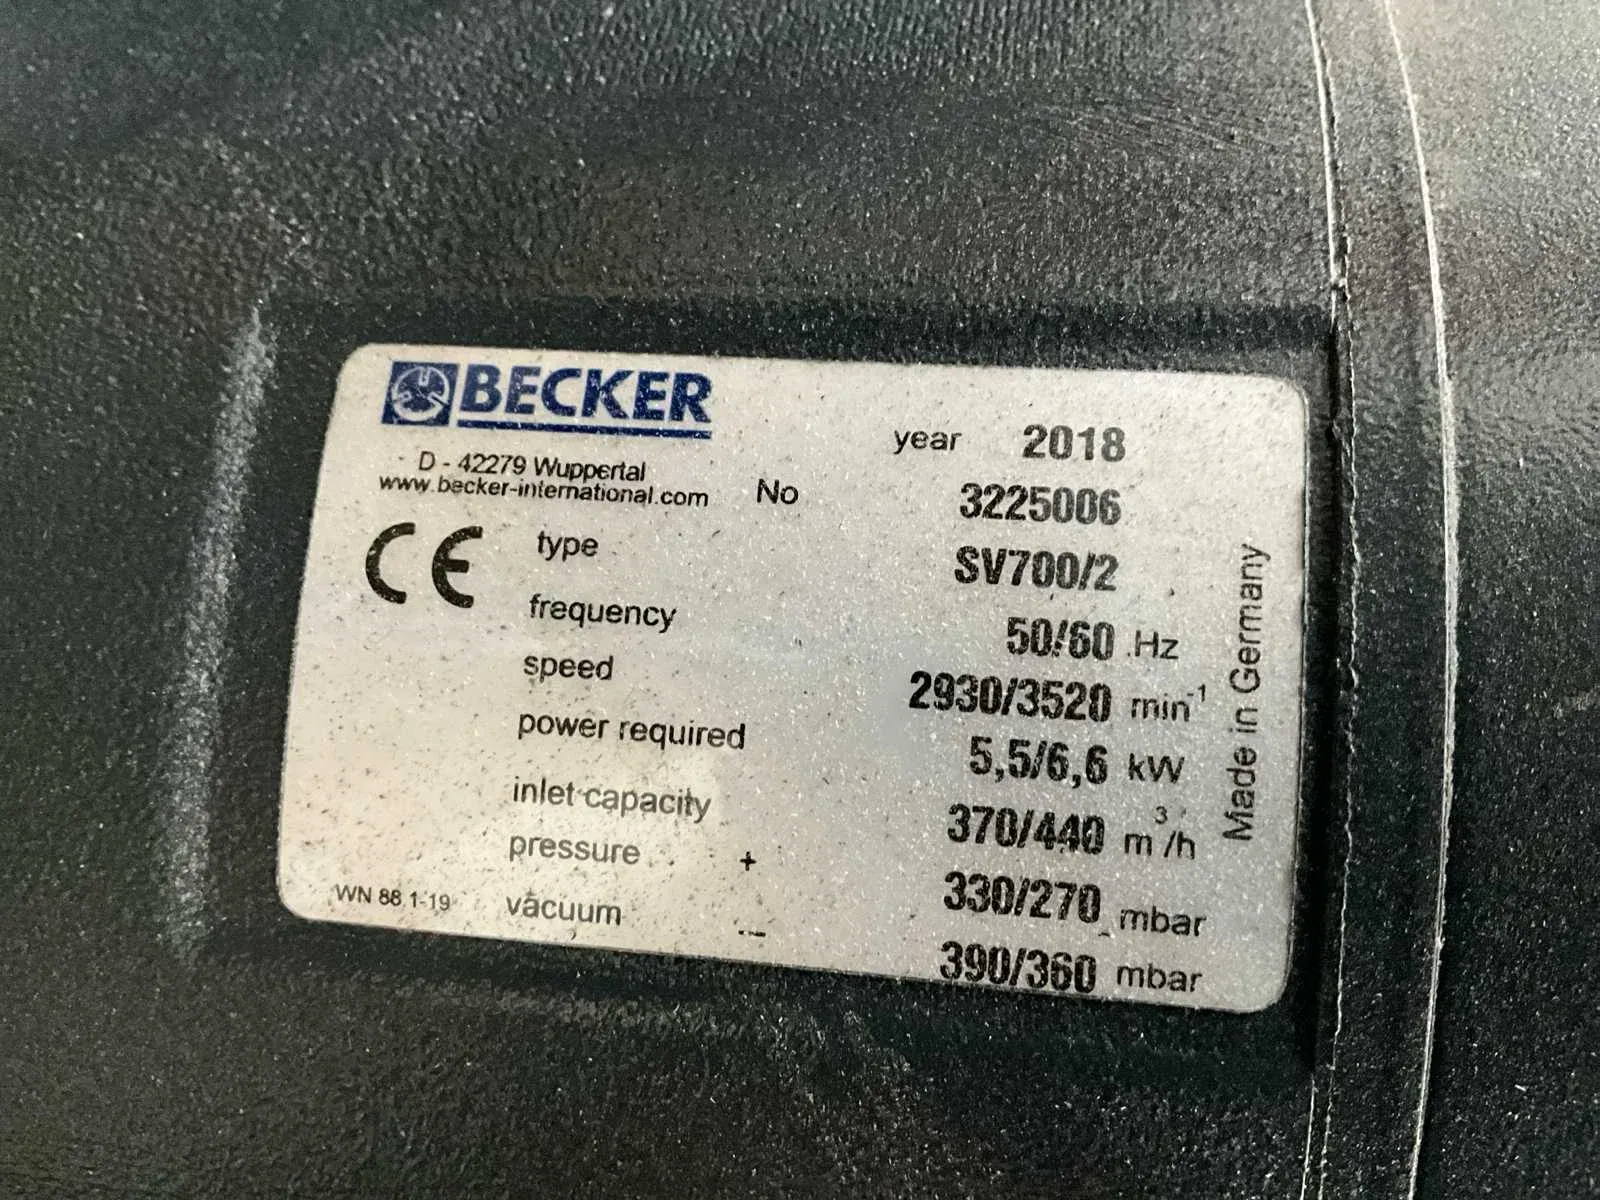 BECKER
D - 42279 Wuppertal
www.becker-international.com
year 2018
No 3225006
CE
type SV700/2
frequency 50/60 Hz
speed 2930/3520 min-1
power required 5,5/6,6 kW
inlet capacity 370/440 m³/h
pressure + 330/270 mbar
vacuum - 390/360 mbar
WN 88.1-19
Made in Germany